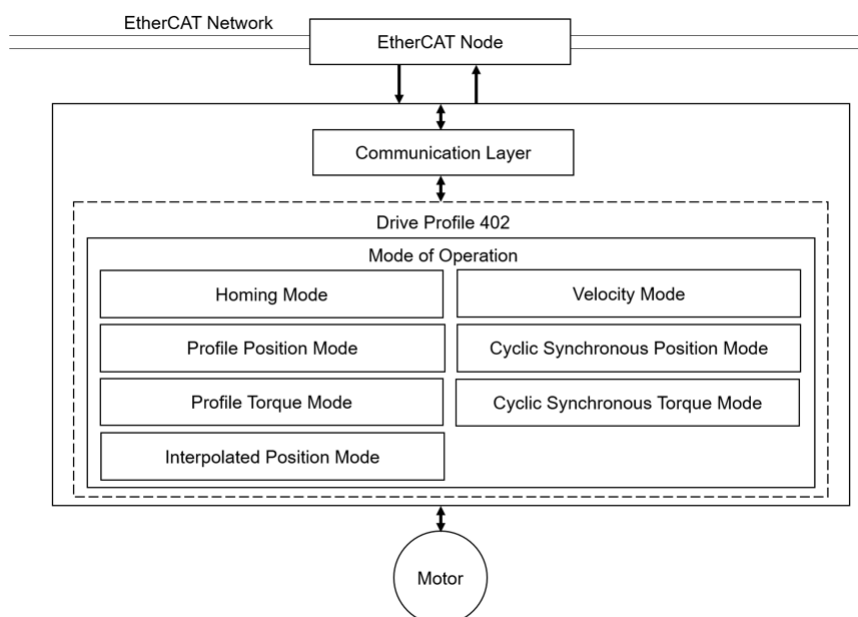 EtherCAT Network
EtherCAT Node
Communication Layer
Drive Profile 402
Mode of Operation
Homing Mode
Velocity Mode
Profile Position Mode
Cyclic Synchronous Position Mode
Profile Torque Mode
Cyclic Synchronous Torque Mode
Interpolated Position Mode
Motor